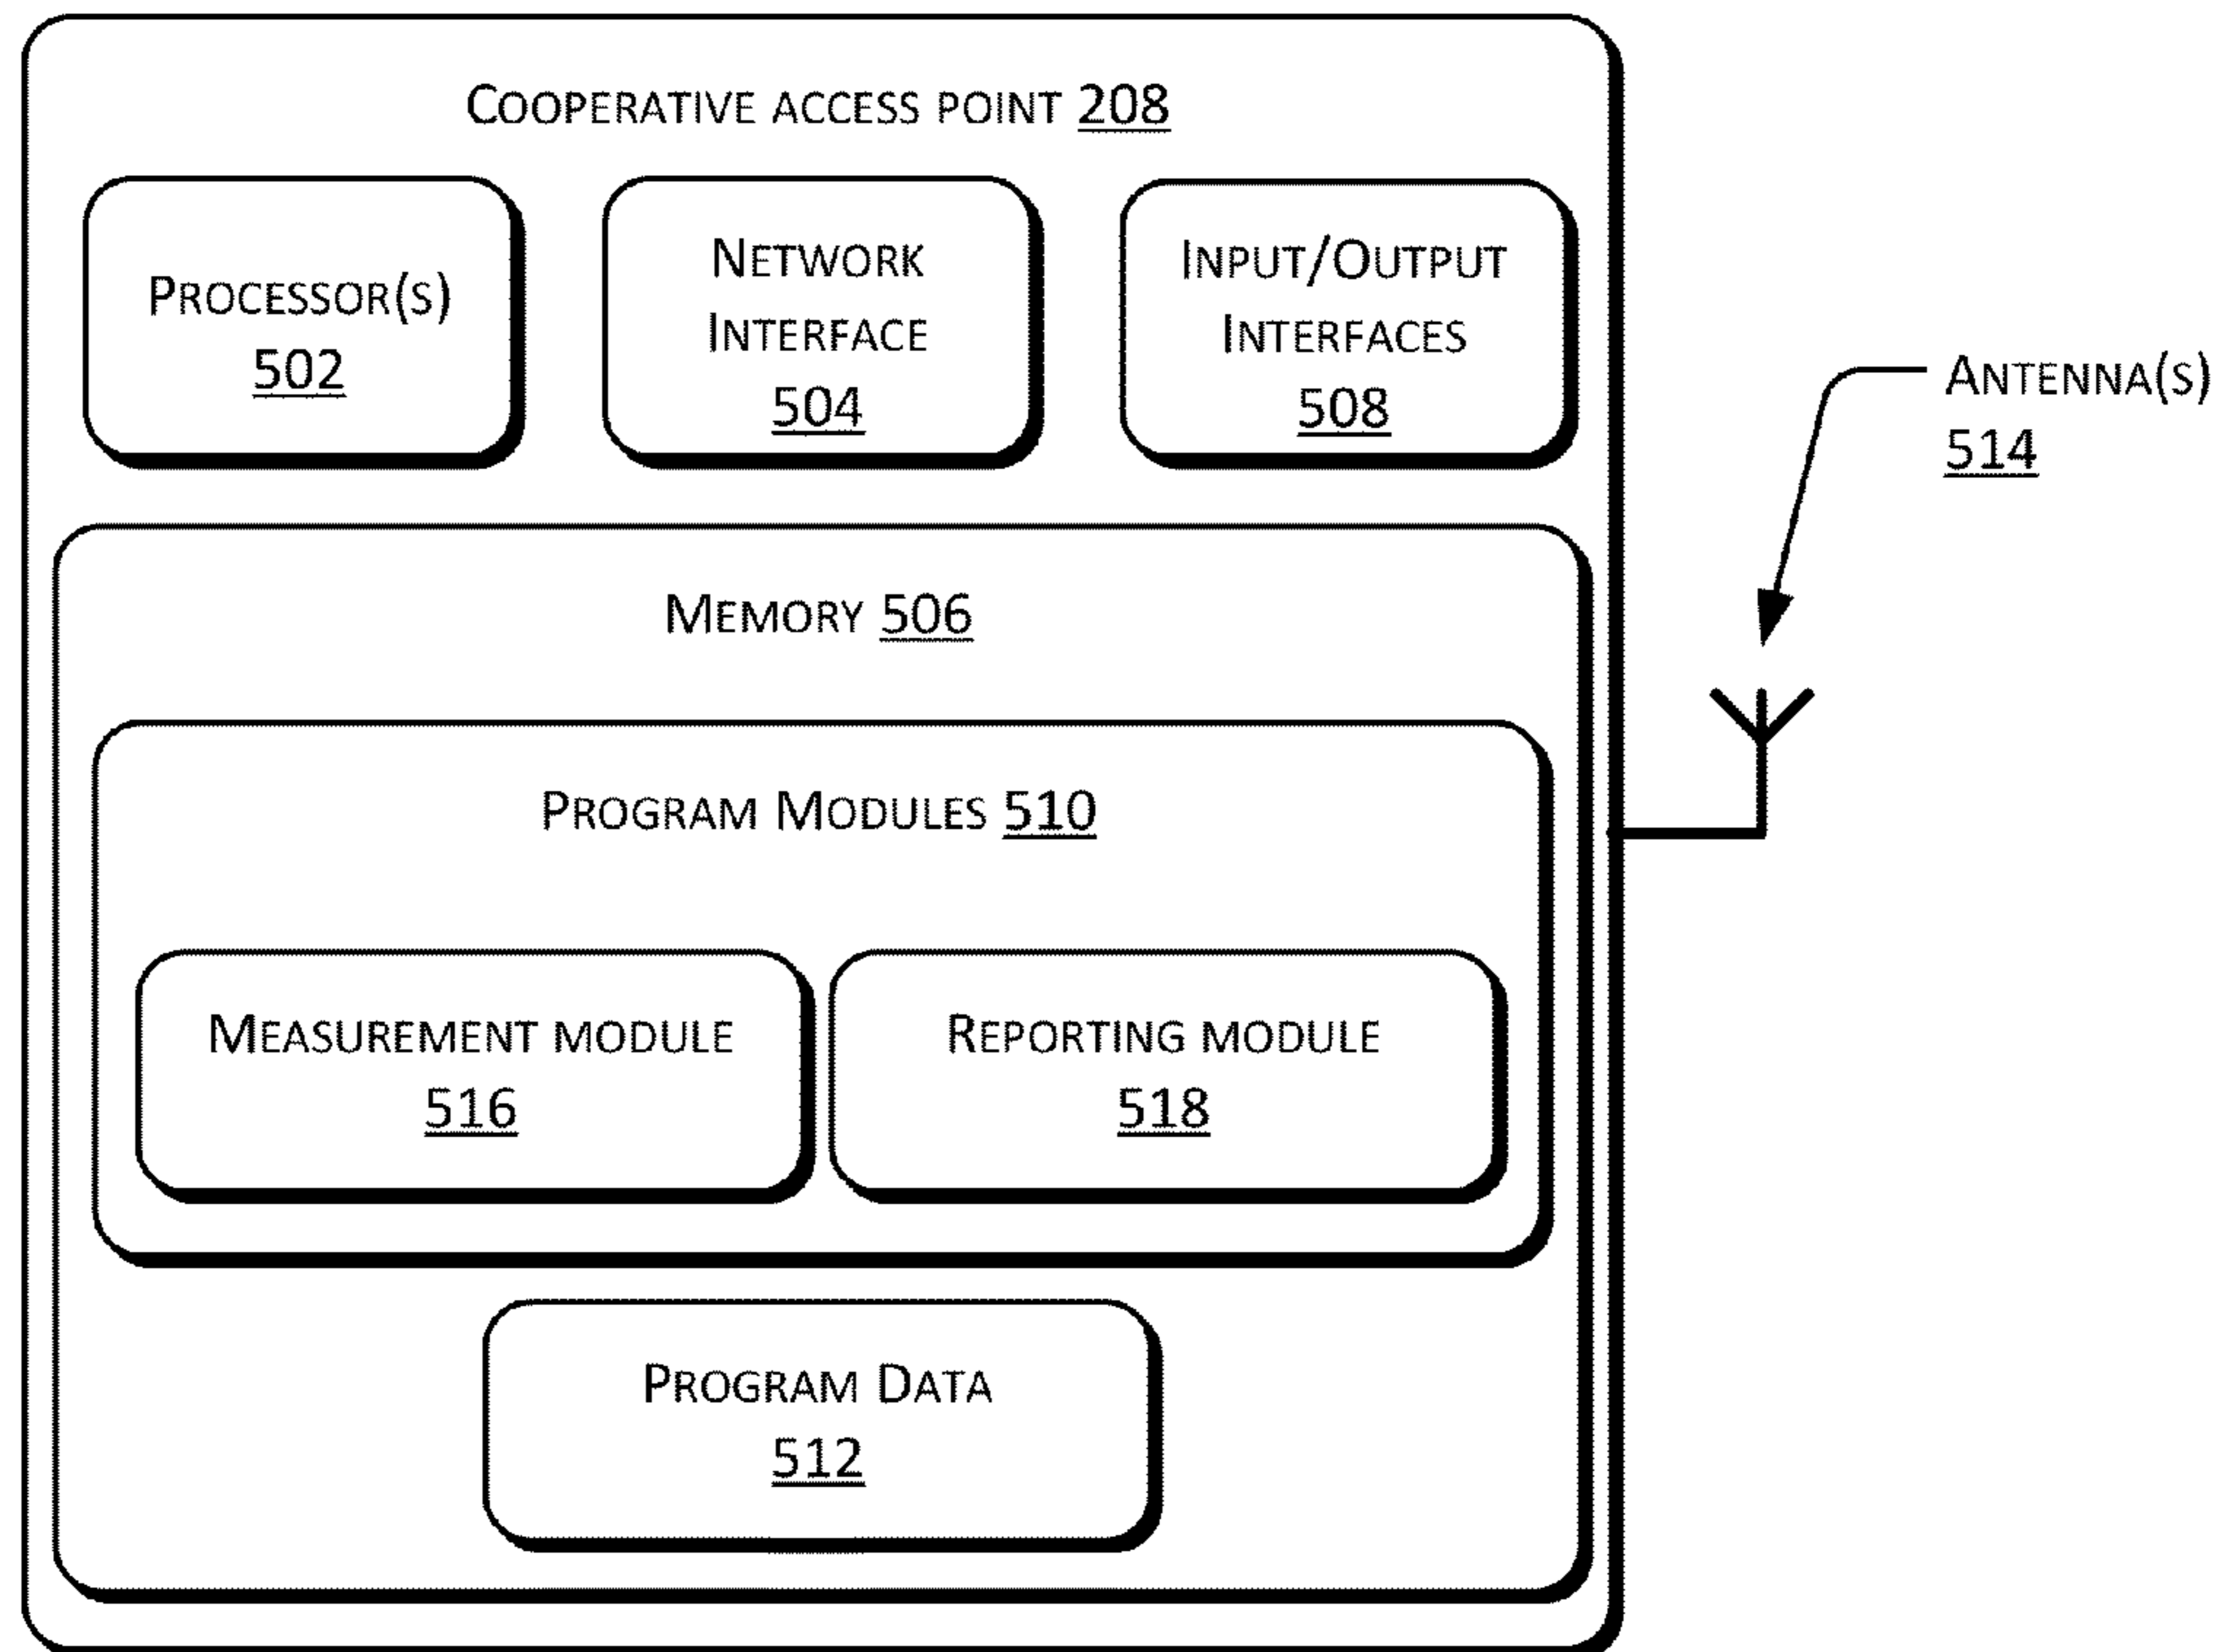 COOPERATIVE ACCESS POINT 208
PROCESSOR(S)
502
NETWORK
INTERFACE
504
INPUT/OUTPUT
INTERFACES
508
ANTENNA(S)
514
MEMORY 506
PROGRAM MODULES 510
MEASUREMENT MODULE
516
REPORTING MODULE
518
PROGRAM DATA
512